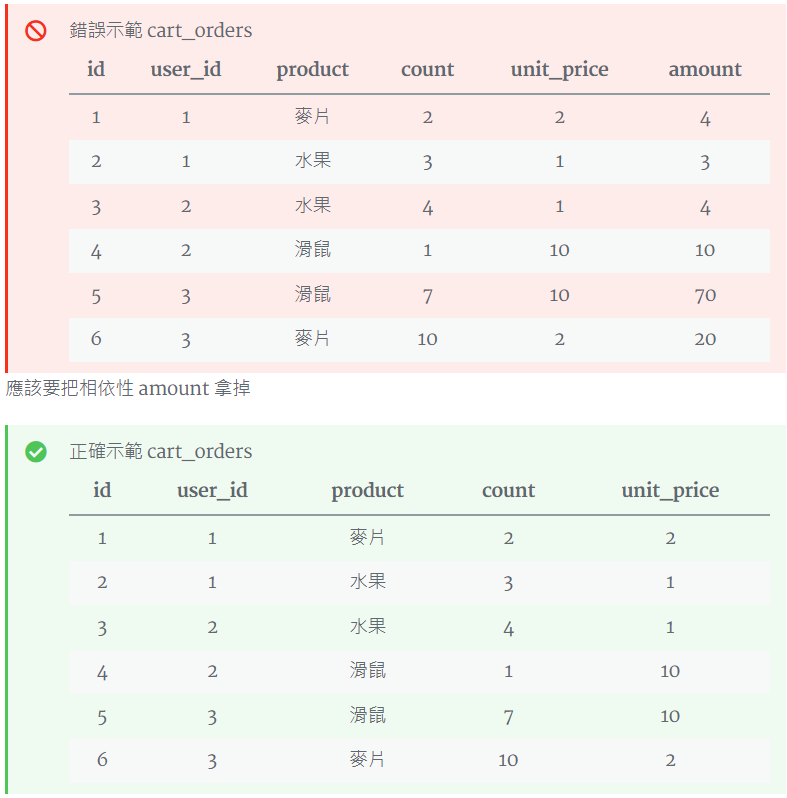 錯誤示範 cart_orders
id user_id product count unit_price amount
1 1 麥片 2 2 4
2 1 水果 3 1 3
3 2 水果 4 1 4
4 2 滑鼠 1 10 10
5 3 滑鼠 7 10 70
6 3 麥片 10 2 20
應該要把相依性 amount 拿掉
正確示範 cart_orders
id user_id product count unit_price
1 1 麥片 2 2
2 1 水果 3 1
3 2 水果 4 1
4 2 滑鼠 1 10
5 3 滑鼠 7 10
6 3 麥片 10 2